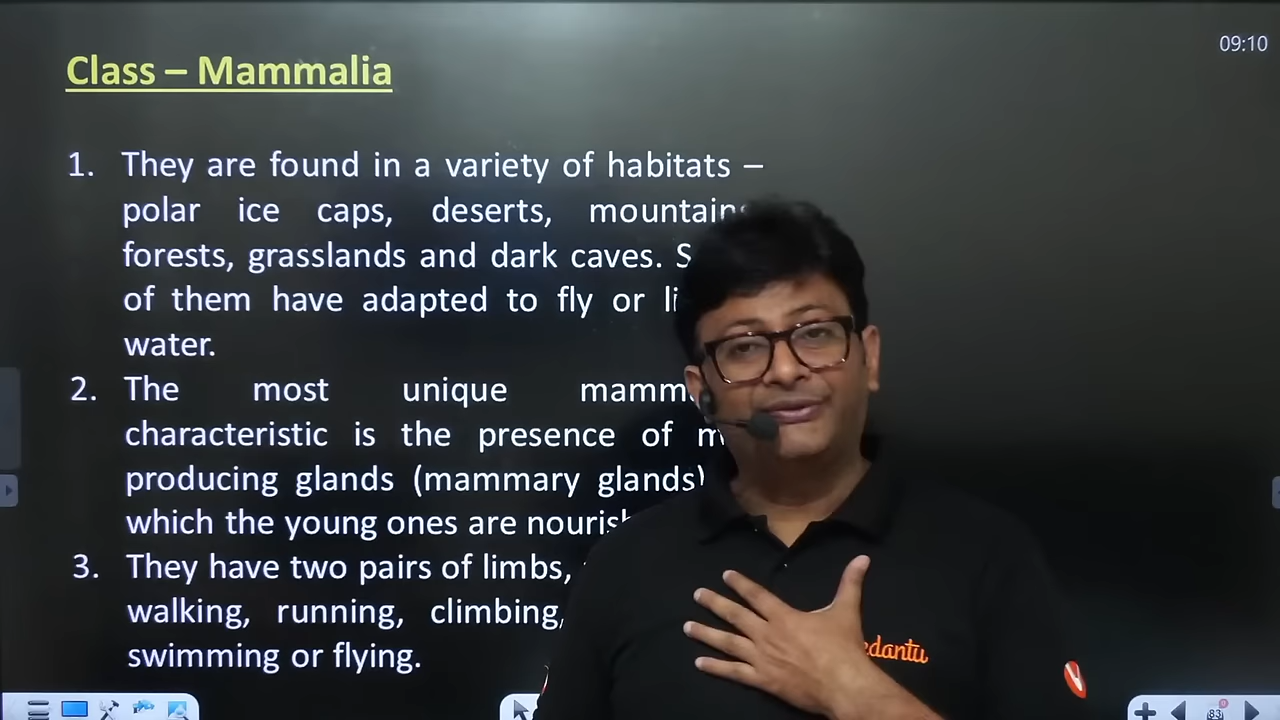 Class – Mammalia
09:10
1. They are found in a variety of habitats –
polar ice caps, deserts, mountains
forests, grasslands and dark caves.
of them have adapted to fly or
water.
2. The most unique
characteristic is the presence of
producing glands (mammary glands)
which the young ones are
3. They have two pairs of limbs,
walking, running, climbing,
swimming or flying.
83